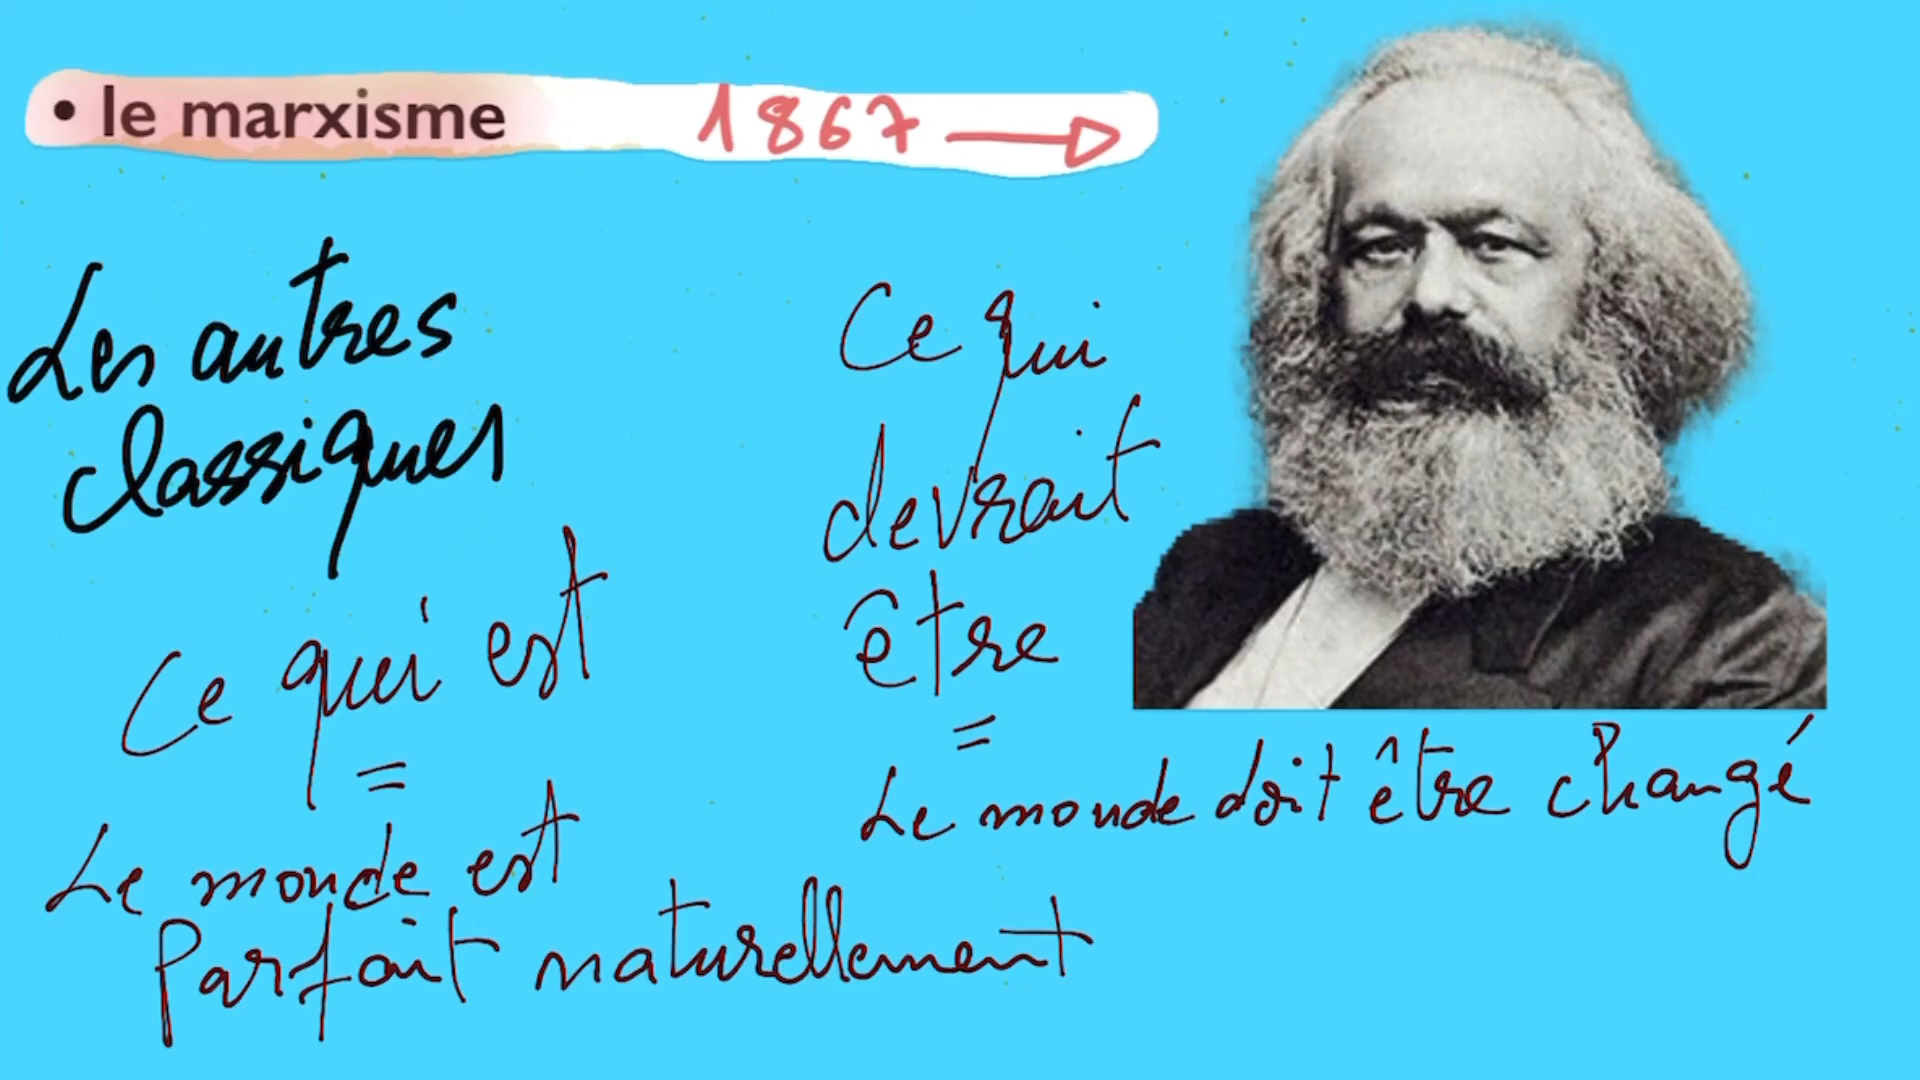 • le marxisme 1867 →
Les autres
classiques
Ce qui est
=
Le monde est
Parfait naturellement
Ce qui
devrait
être
=
Le monde doit être changé